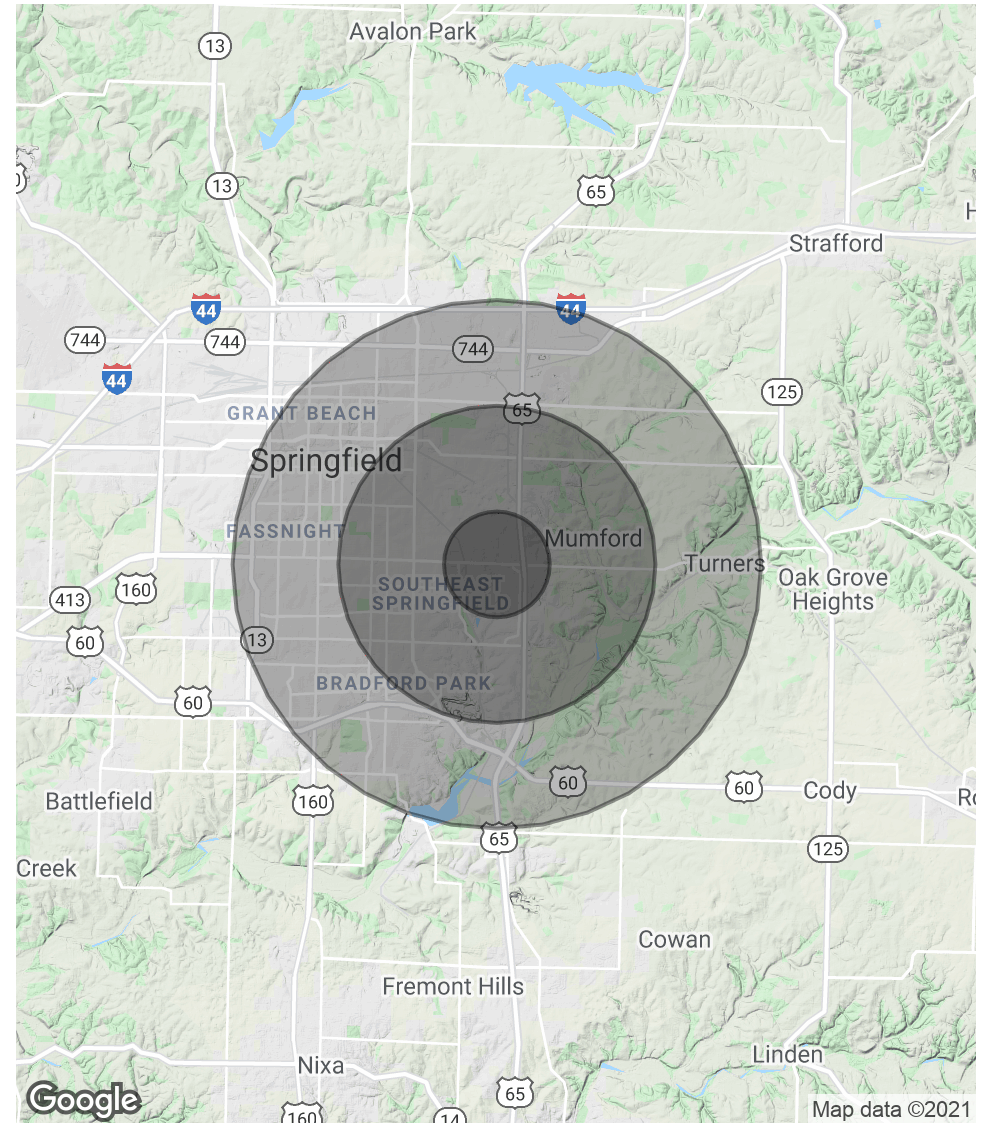 Avalon Park
13
13
65
Strafford
44
44
744
744
744
44
125
65
GRANT BEACH
Springfield
FASSNIGHT
Mumford
Turners
Oak Grove
Heights
SOUTHEAST
SPRINGFIELD
160
413
60
13
BRADFORD PARK
60
60
60
Cody
Battlefield
160
65
125
Creek
Cowan
Fremont Hills
Linden
Nixa
65
160
14
Google
Map data ©2021